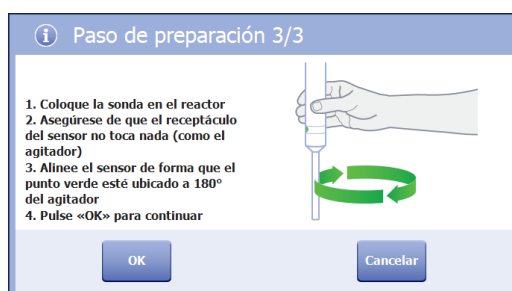 Paso de preparación 3/3
1. Coloque la sonda en el reactor
2. Asegúrese de que el receptáculo
del sensor no toca nada (como el
agitador)
3. Alinee el sensor de forma que el
punto verde esté ubicado a 180°
del agitador
4. Pulse «OK» para continuar
OK
Cancelar